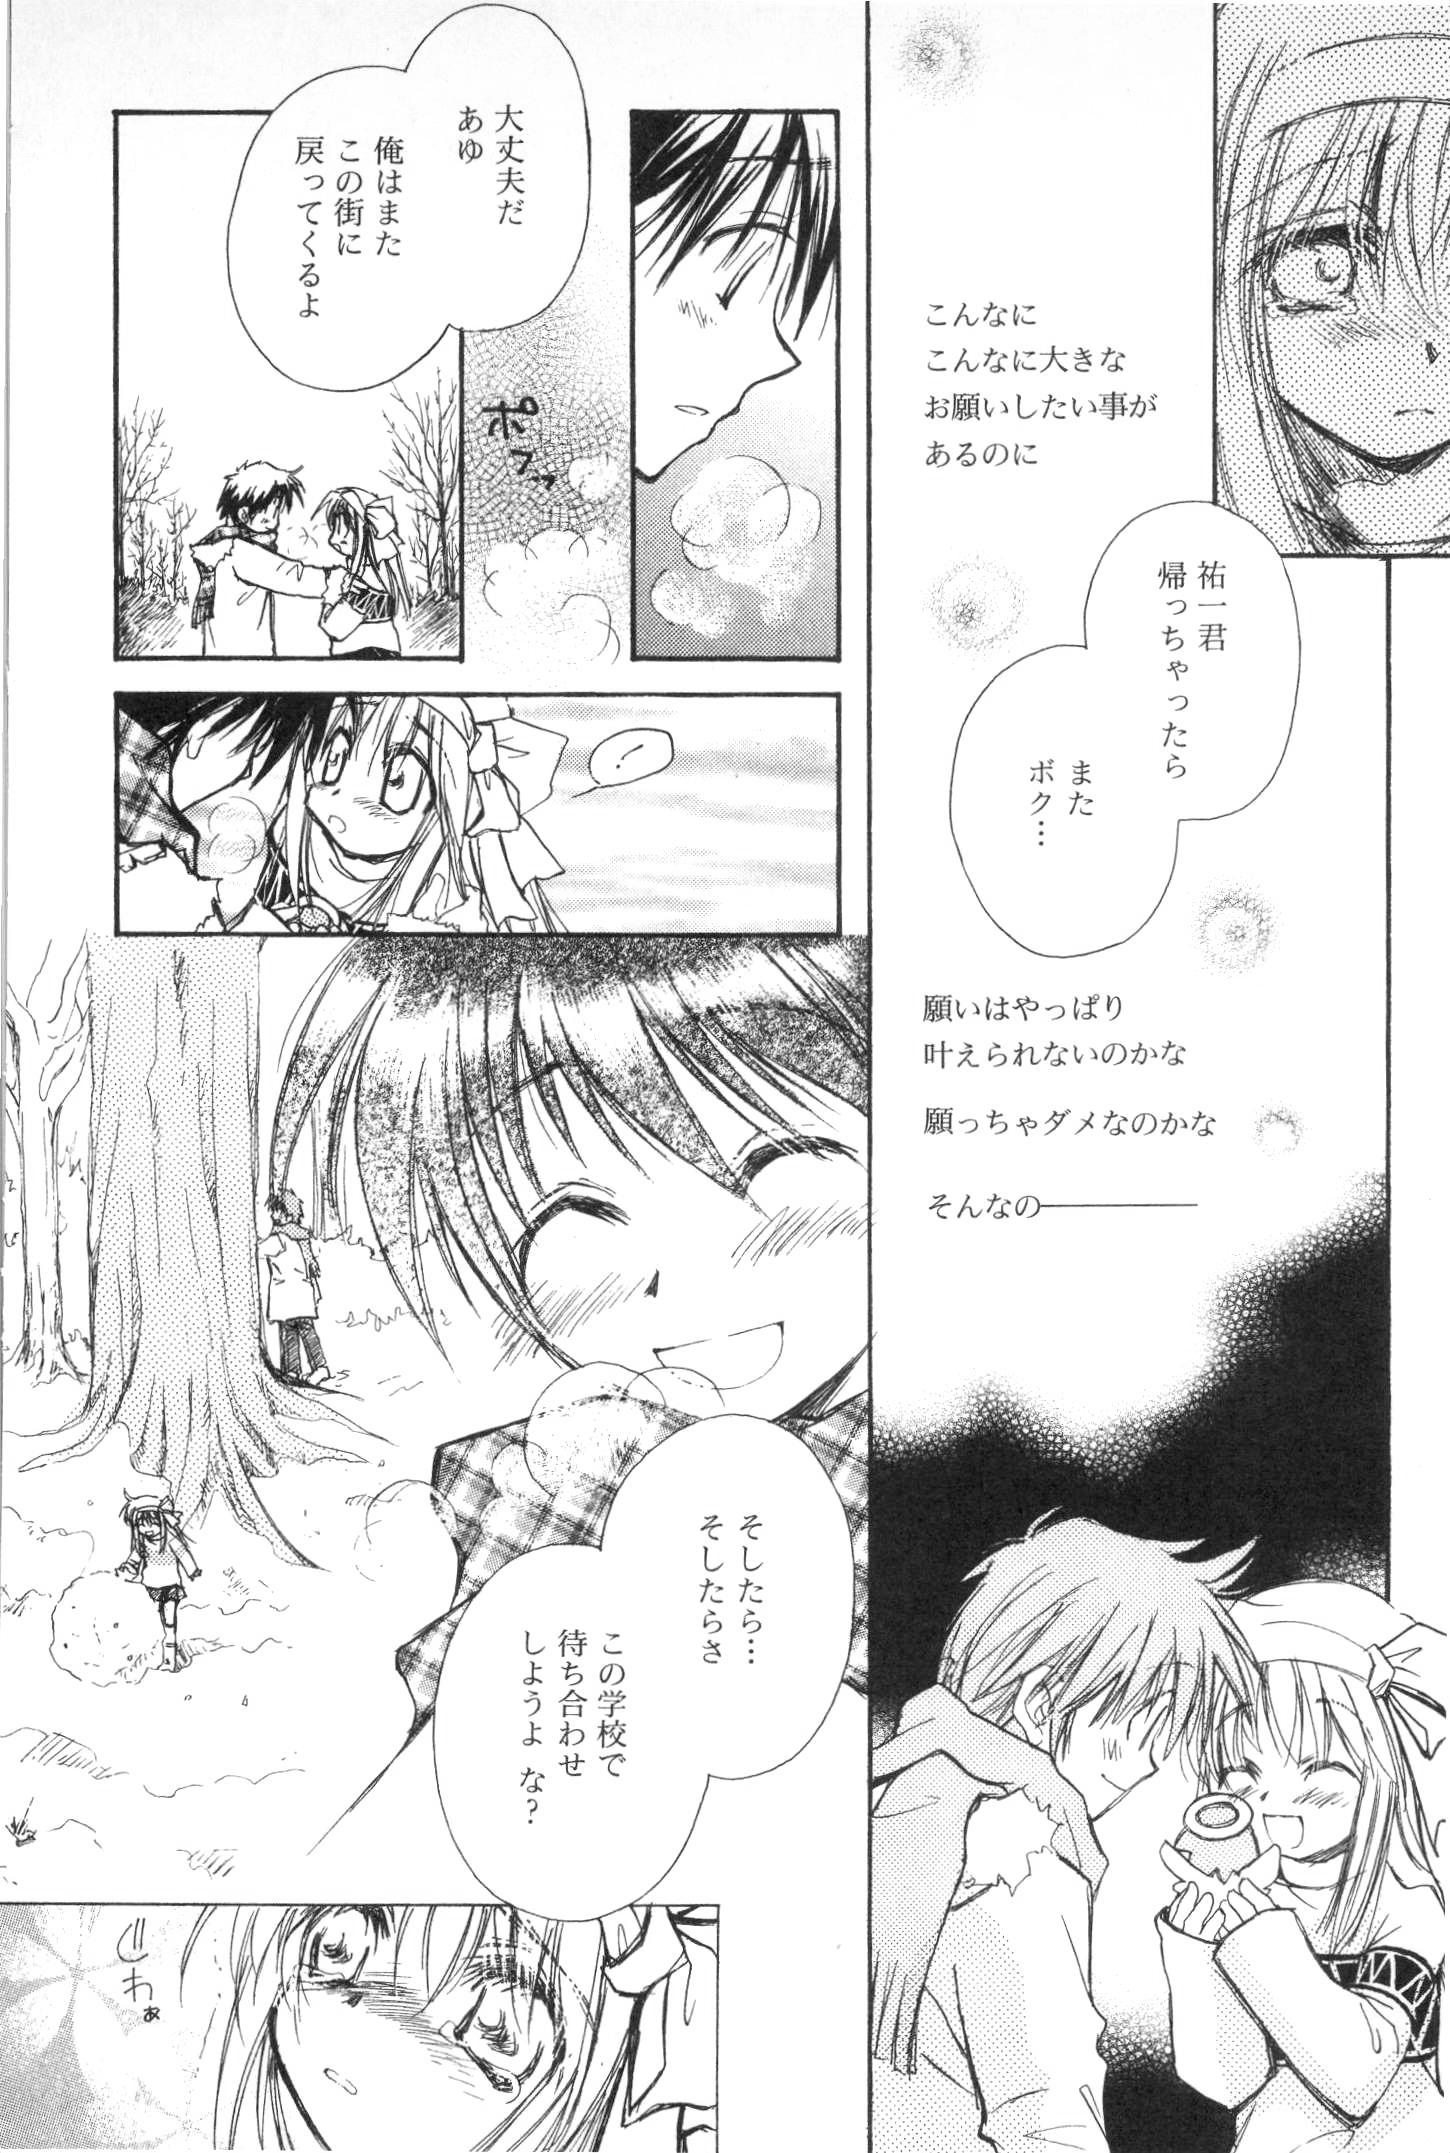 こんなに
こんなに大きな
お願いしたい事が
あるのに
祐一君
帰っちゃったら
また
ボク…
願いはやっぱり
叶えられないのかな
願っちゃダメなのかな
そんなの――――
大丈夫だ
あゆ
俺はまた
この街に
戻ってくるよ
ポフッ
そしたら…
そしたらさ
この学校で
待ち合わせ
しようよ な?
じわぁ